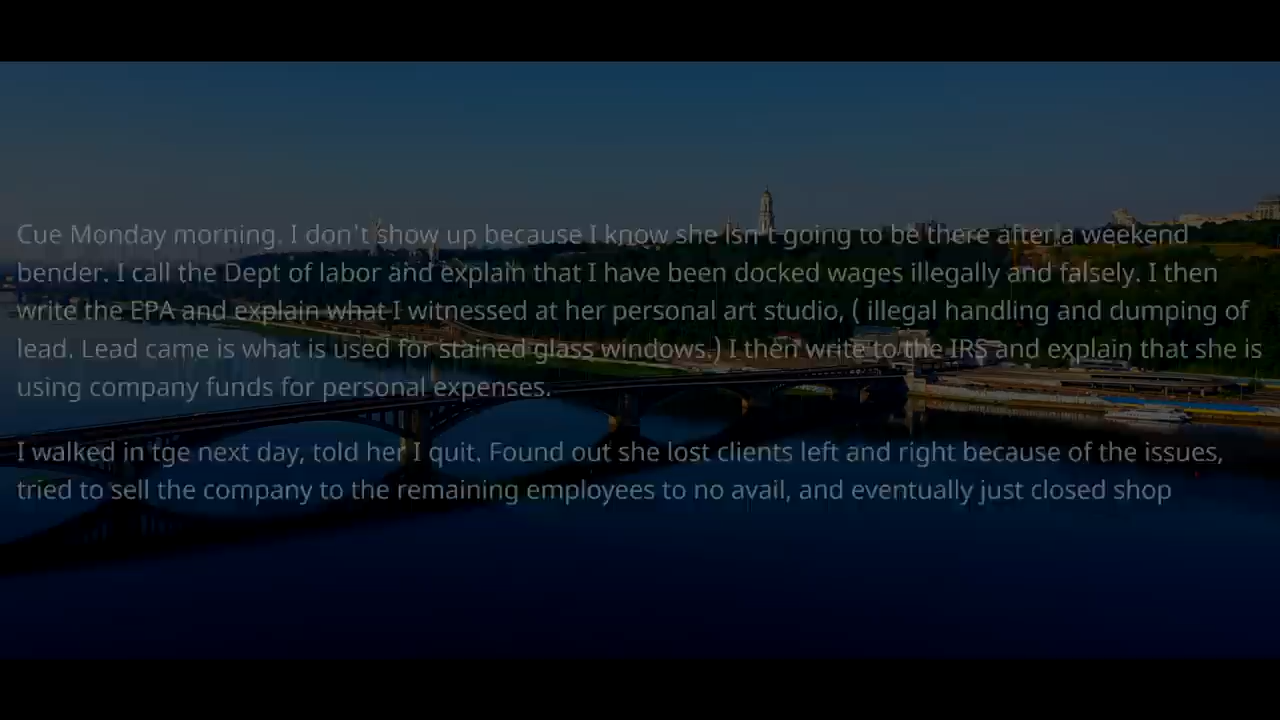 Cue Monday morning. I don't show up because I know she isn't going to be there after a weekend
bender. I call the Dept of labor and explain that I have been docked wages illegally and falsely. I then
write the EPA and explain what I witnessed at her personal art studio, ( illegal handling and dumping of
lead. Lead came is what is used for stained glass windows.) I then write to the IRS and explain that she is
using company funds for personal expenses.
I walked in tge next day, told her I quit. Found out she lost clients left and right because of the issues,
tried to sell the company to the remaining employees to no avail, and eventually just closed shop